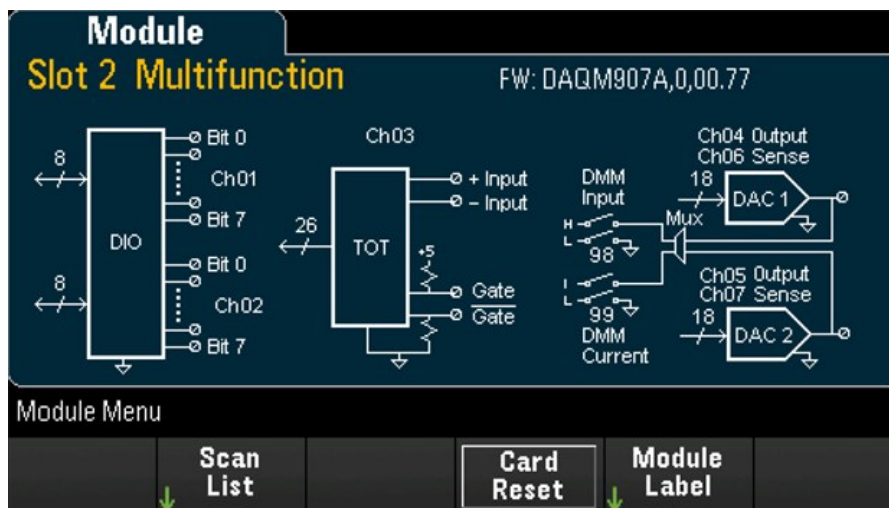 Module
Slot 2 Multifunction
FW: DAQM907A,0,00.77
8
DIO
Bit 0
Ch01
Bit 7
8
Bit 0
Ch02
Bit 7
Ch03
26
TOT
+ Input
– Input
+5
Gate
Gate
DMM
Input
H
L
98
I
L
99
DMM
Current
Mux
Ch04 Output
Ch06 Sense
18
DAC 1
Ch05 Output
Ch07 Sense
18
DAC 2
Module Menu
Scan
List
Card
Reset
Module
Label